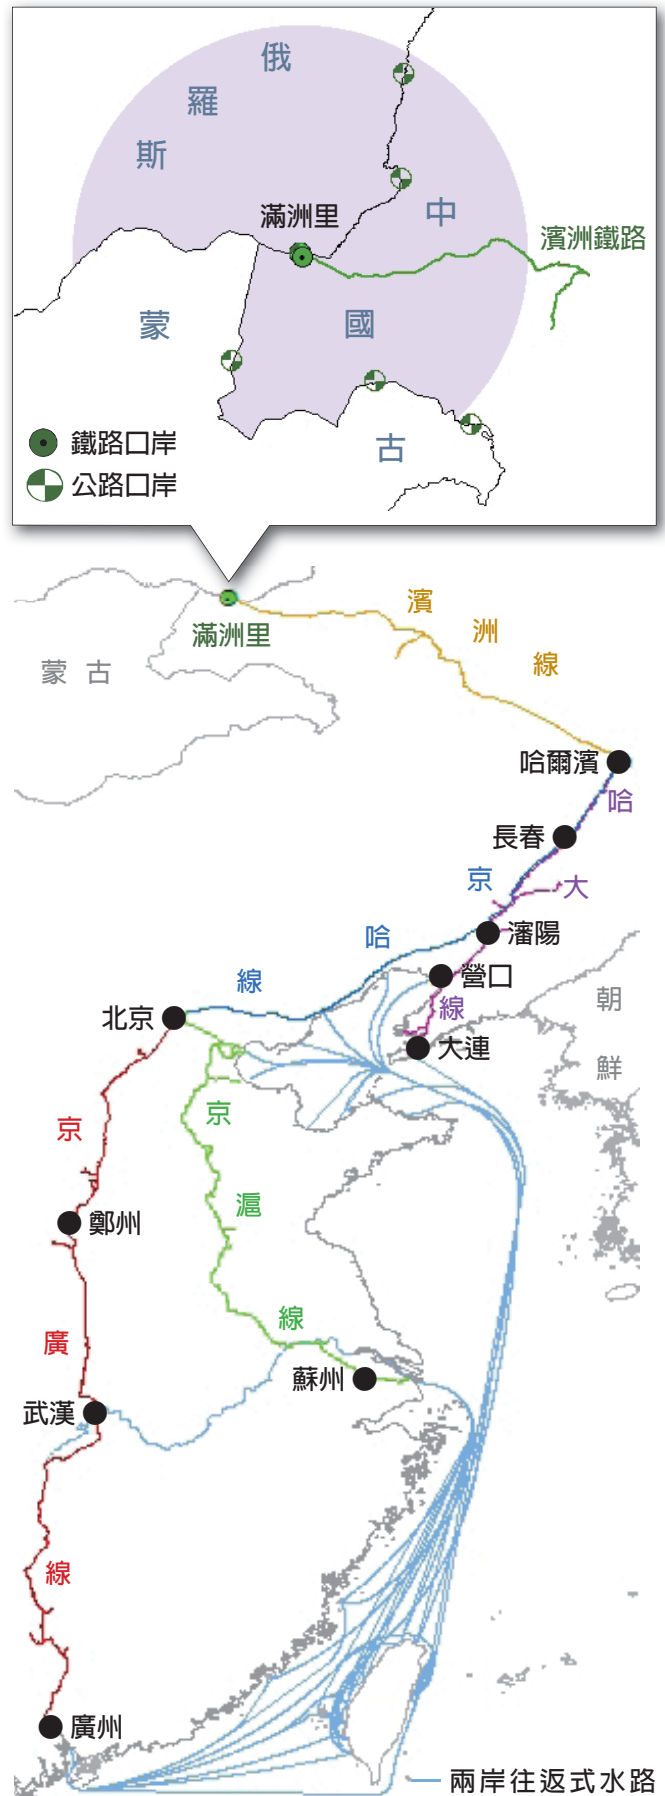 俄
羅
斯
中
滿洲里
濱洲鐵路
蒙
國
古
鐵路口岸
公路口岸
濱
洲
線
滿洲里
蒙古
哈爾濱
哈
長春
京
大
瀋陽
哈
營口
線
線
朝
北京
大連
鮮
京
京
滬
鄭州
線
廣
蘇州
武漢
線
廣州
兩岸往返式水路